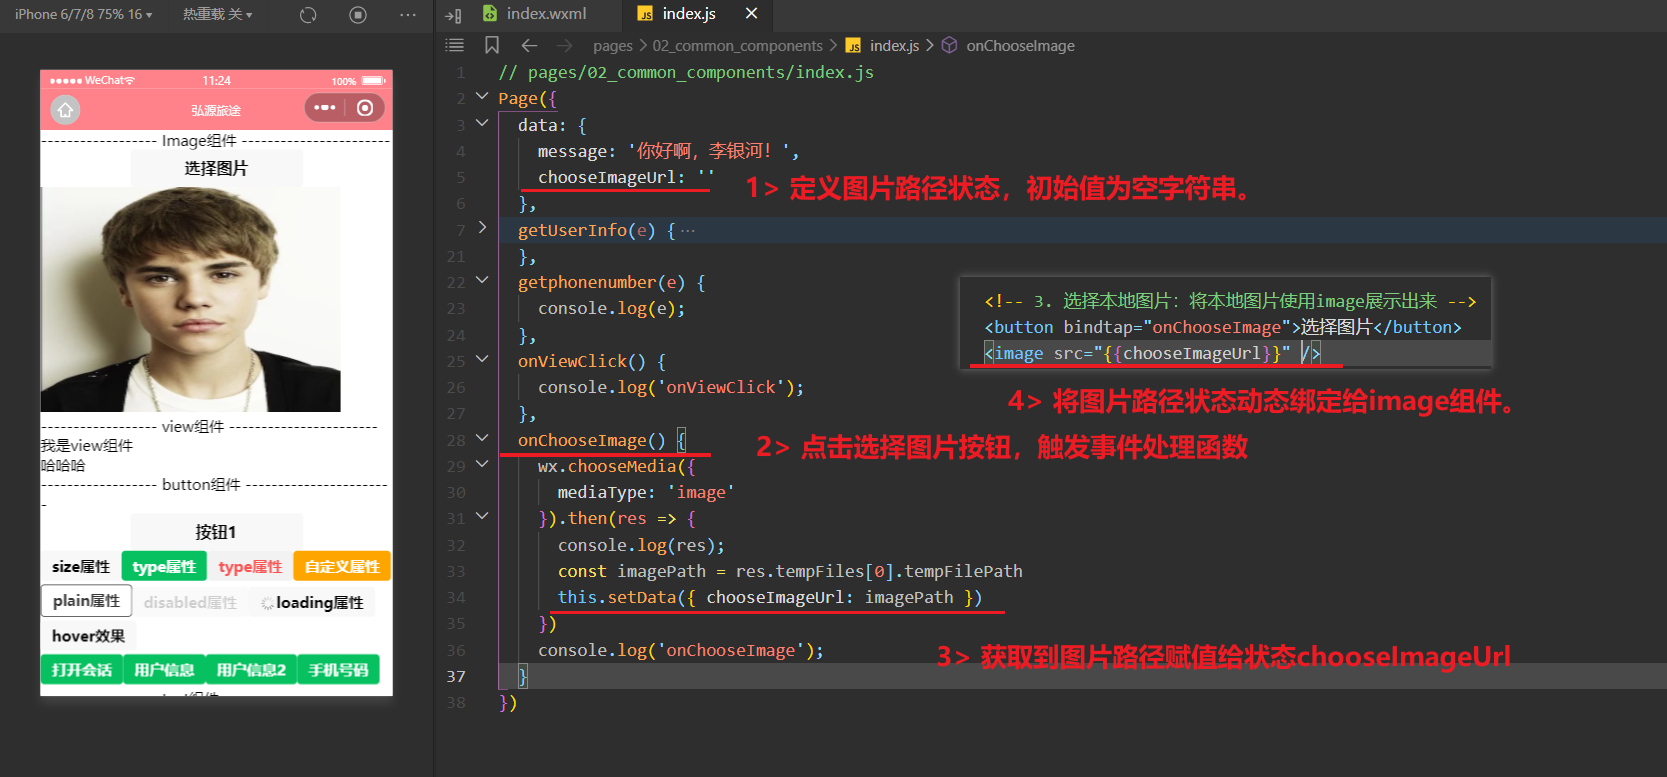 iPhone 6/7/8 75% 16
热重载 关
WeChat
11:24
100%
弘源旅途
------------------ Image组件 ------------------------
选择图片
------------------ view组件 -----------------------
我是view组件
哈哈哈
------------------ button组件 ----------------------
-
按钮1
size属性
type属性
type属性
自定义属性
plain属性
disabled属性
loading属性
hover效果
打开会话
用户信息
用户信息2
手机号码
index.wxml
JS index.js
pages > 02_common_components > JS index.js > onChooseImage
1 // pages/02_common_components/index.js
2 Page({
3 data: {
4 message: '你好啊，李银河！',
5 chooseImageUrl: ''
1> 定义图片路径状态，初始值为空字符串。
6 },
7 getUserInfo(e) {···
21 },
22 getphonenumber(e) {
23 console.log(e);
24 },
25 onViewClick() {
26 console.log('onViewClick');
27 },
28 onChooseImage() {
2> 点击选择图片按钮，触发事件处理函数
29 wx.chooseMedia({
30 mediaType: 'image'
31 }).then(res => {
32 console.log(res);
33 const imagePath = res.tempFiles[0].tempFilePath
34 this.setData({ chooseImageUrl: imagePath })
35 })
36 console.log('onChooseImage');
3> 获取到图片路径赋值给状态chooseImageUrl
37 }
38 })
<!-- 3. 选择本地图片: 将本地图片使用image展示出来 -->
<button bindtap="onChooseImage">选择图片</button>
<image src="{{chooseImageUrl}}" />
4> 将图片路径状态动态绑定给image组件。